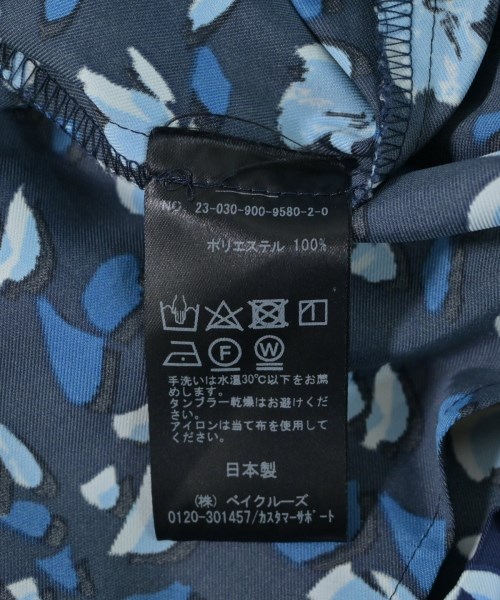 NO. 23-030-900-9580-2-0
ポリエステル 100%
F W
手洗いは水温30℃以下をお薦
めします。
タンブラー乾燥はお避けくだ
さい。
アイロンは当て布を使用して
ください。
日本製
(株) ベイクルーズ
0120-301457/カスタマーサポート